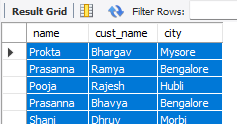 Result Grid Filter Rows:
name cust_name city
Prokta Bhargav Mysore
Prasanna Ramya Bengalore
Pooja Rajesh Hubli
Prasanna Bhavya Bengalore
Shani Dhruv Morbi